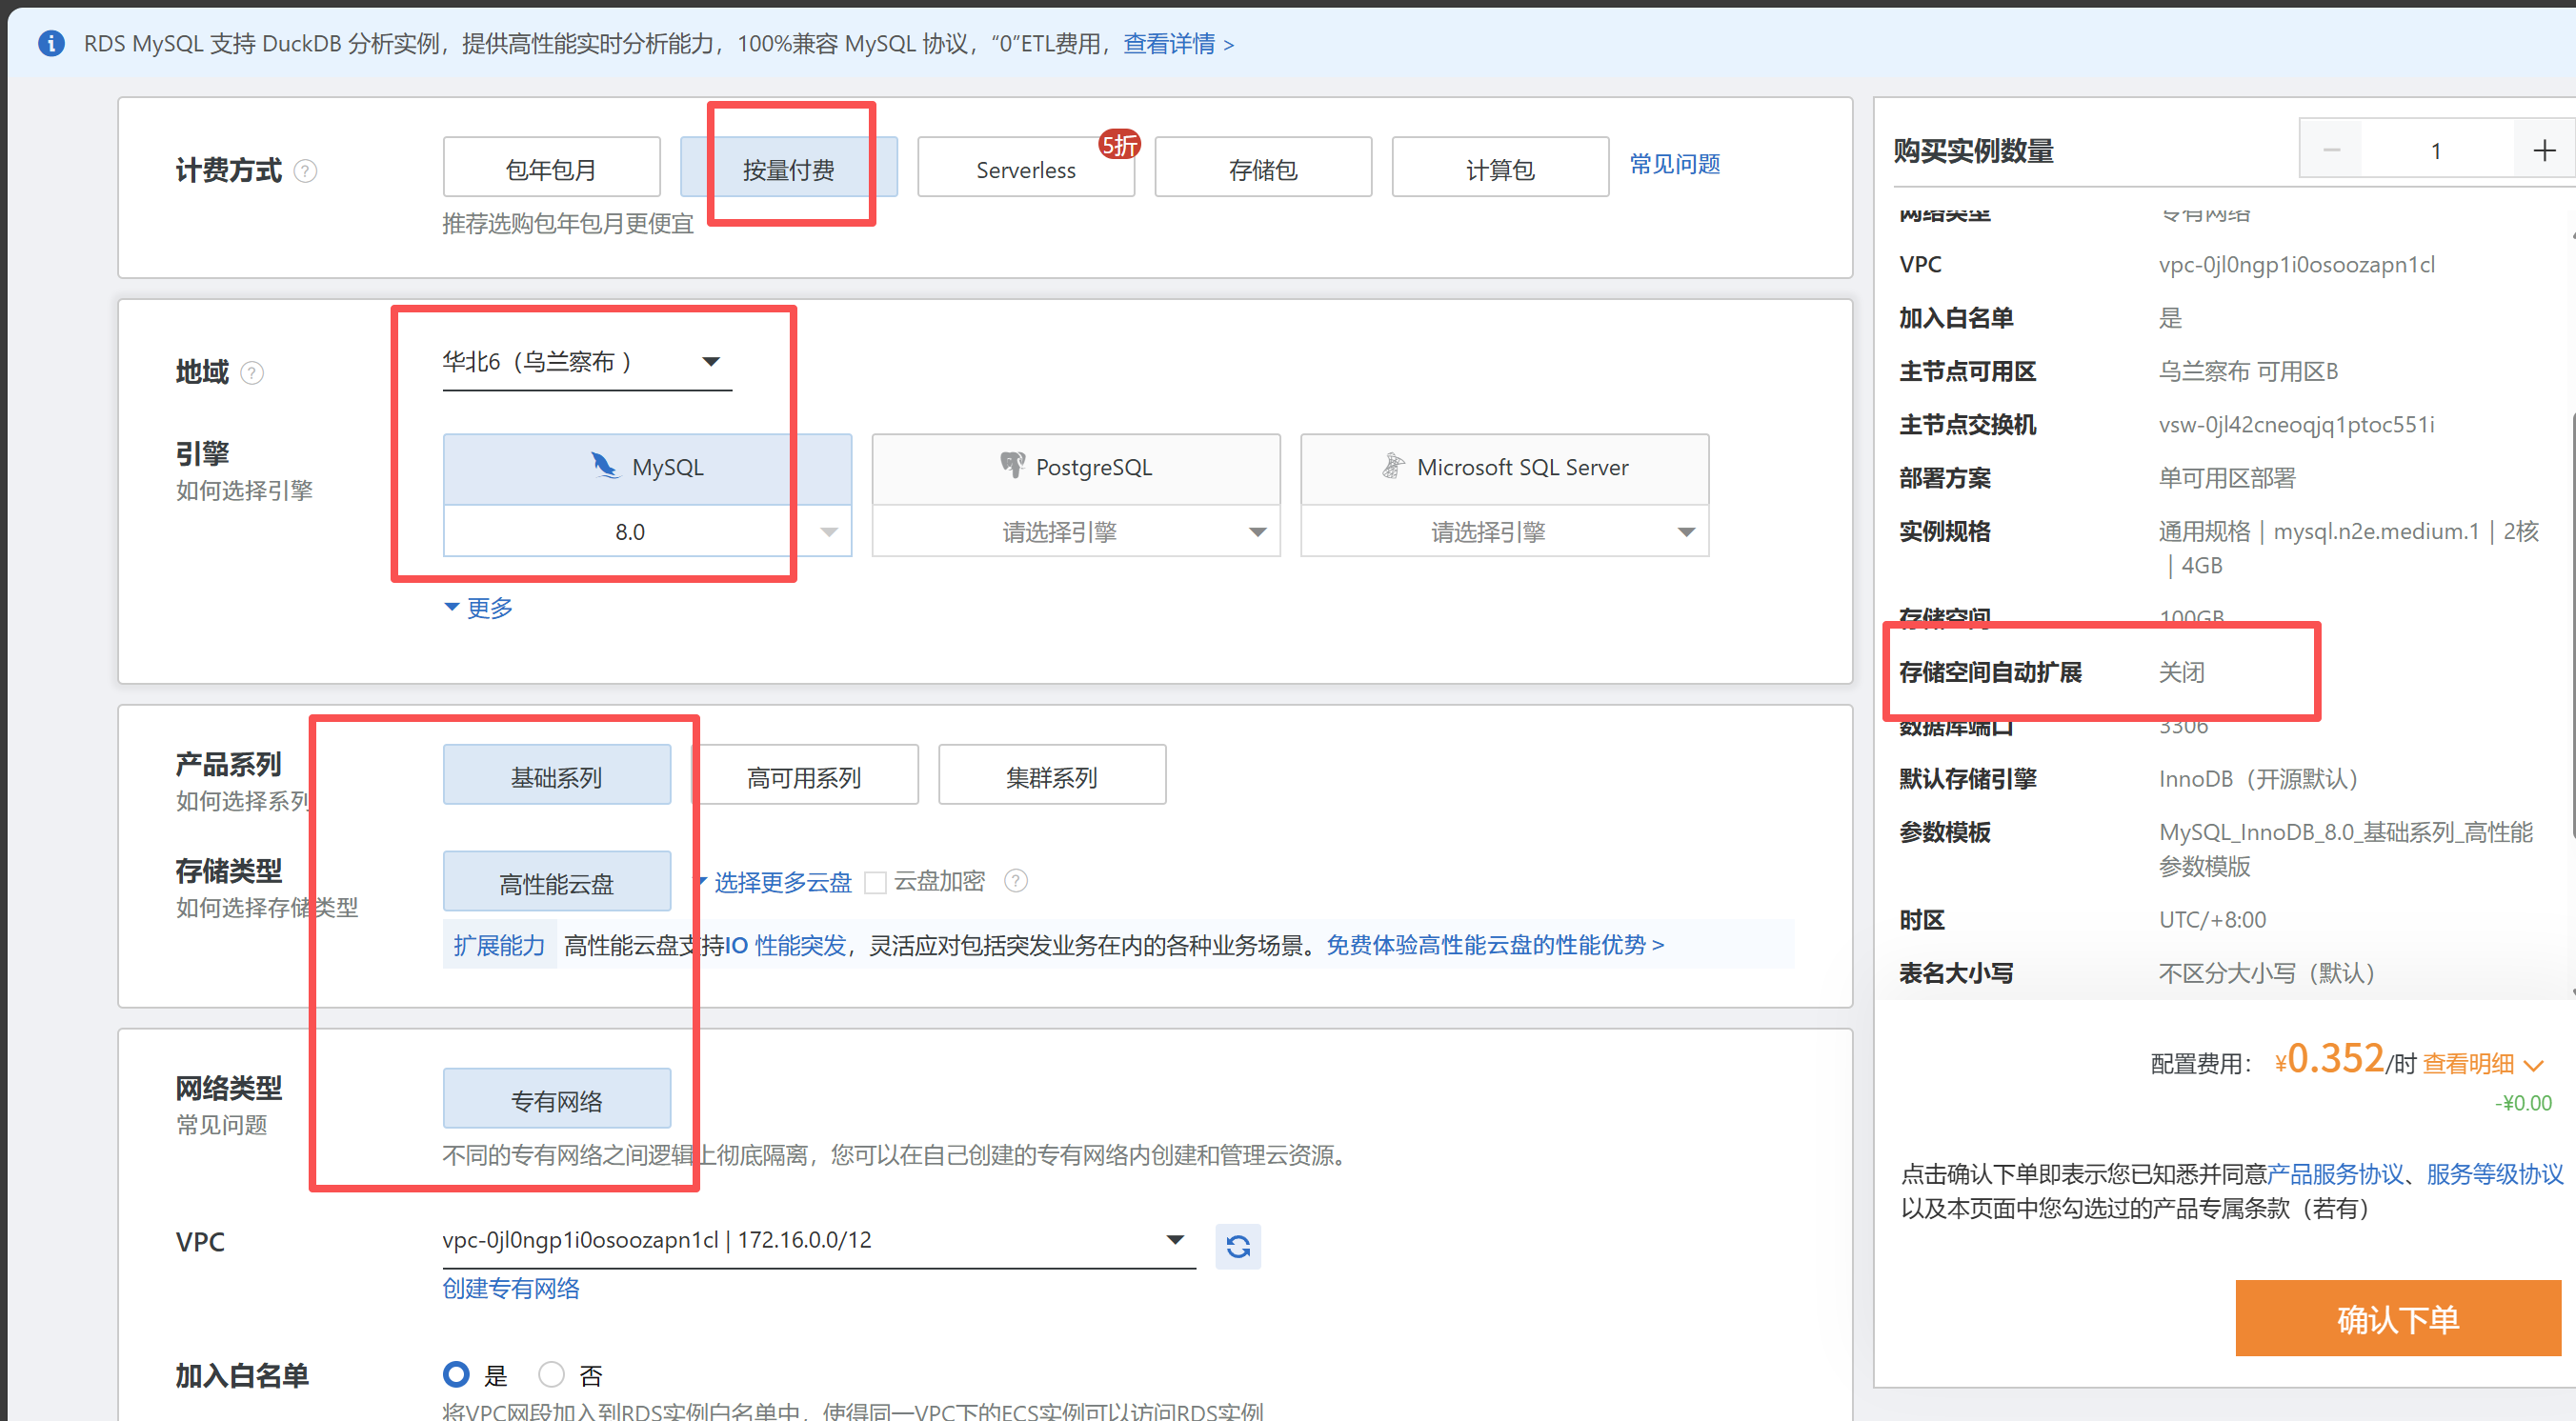 RDS MySQL 支持 DuckDB 分析实例，提供高性能实时分析能力，100%兼容 MySQL 协议，“0”ETL费用，查看详情 >
计费方式
包年包月
按量付费
Serverless
5折
存储包
计算包
常见问题
推荐选购包年包月更便宜
地域
华北6（乌兰察布 ）
引擎
如何选择引擎
MySQL
8.0
PostgreSQL
请选择引擎
Microsoft SQL Server
请选择引擎
更多
产品系列
如何选择系列
基础系列
高可用系列
集群系列
存储类型
如何选择存储类型
高性能云盘
选择更多云盘
云盘加密
扩展能力 高性能云盘支持IO 性能突发，灵活应对包括突发业务在内的各种业务场景。免费体验高性能云盘的性能优势 >
网络类型
常见问题
专有网络
不同的专有网络之间逻辑上彻底隔离，您可以在自己创建的专有网络内创建和管理云资源。
VPC
vpc-0jl0ngp1i0osoozapn1cl | 172.16.0.0/12
创建专有网络
加入白名单
是
否
将VPC网段加入到RDS实例白名单中，使得同一VPC下的ECS实例可以访问RDS实例
购买实例数量
1
网络类型 专有网络
VPC vpc-0jl0ngp1i0osoozapn1cl
加入白名单 是
主节点可用区 乌兰察布 可用区B
主节点交换机 vsw-0jl42cneoqjq1ptoc551i
部署方案 单可用区部署
实例规格 通用规格 | mysql.n2e.medium.1 | 2核
| 4GB
存储空间 100GB
存储空间自动扩展 关闭
数据库端口 3306
默认存储引擎 InnoDB（开源默认）
参数模板 MySQL_InnoDB_8.0_基础系列_高性能
参数模版
时区 UTC/+8:00
表名大小写 不区分大小写（默认）
配置费用： ¥0.352/时 查看明细
-¥0.00
点击确认下单即表示您已知悉并同意产品服务协议、服务等级协议
以及本页面中您勾选过的产品专属条款（若有）
确认下单